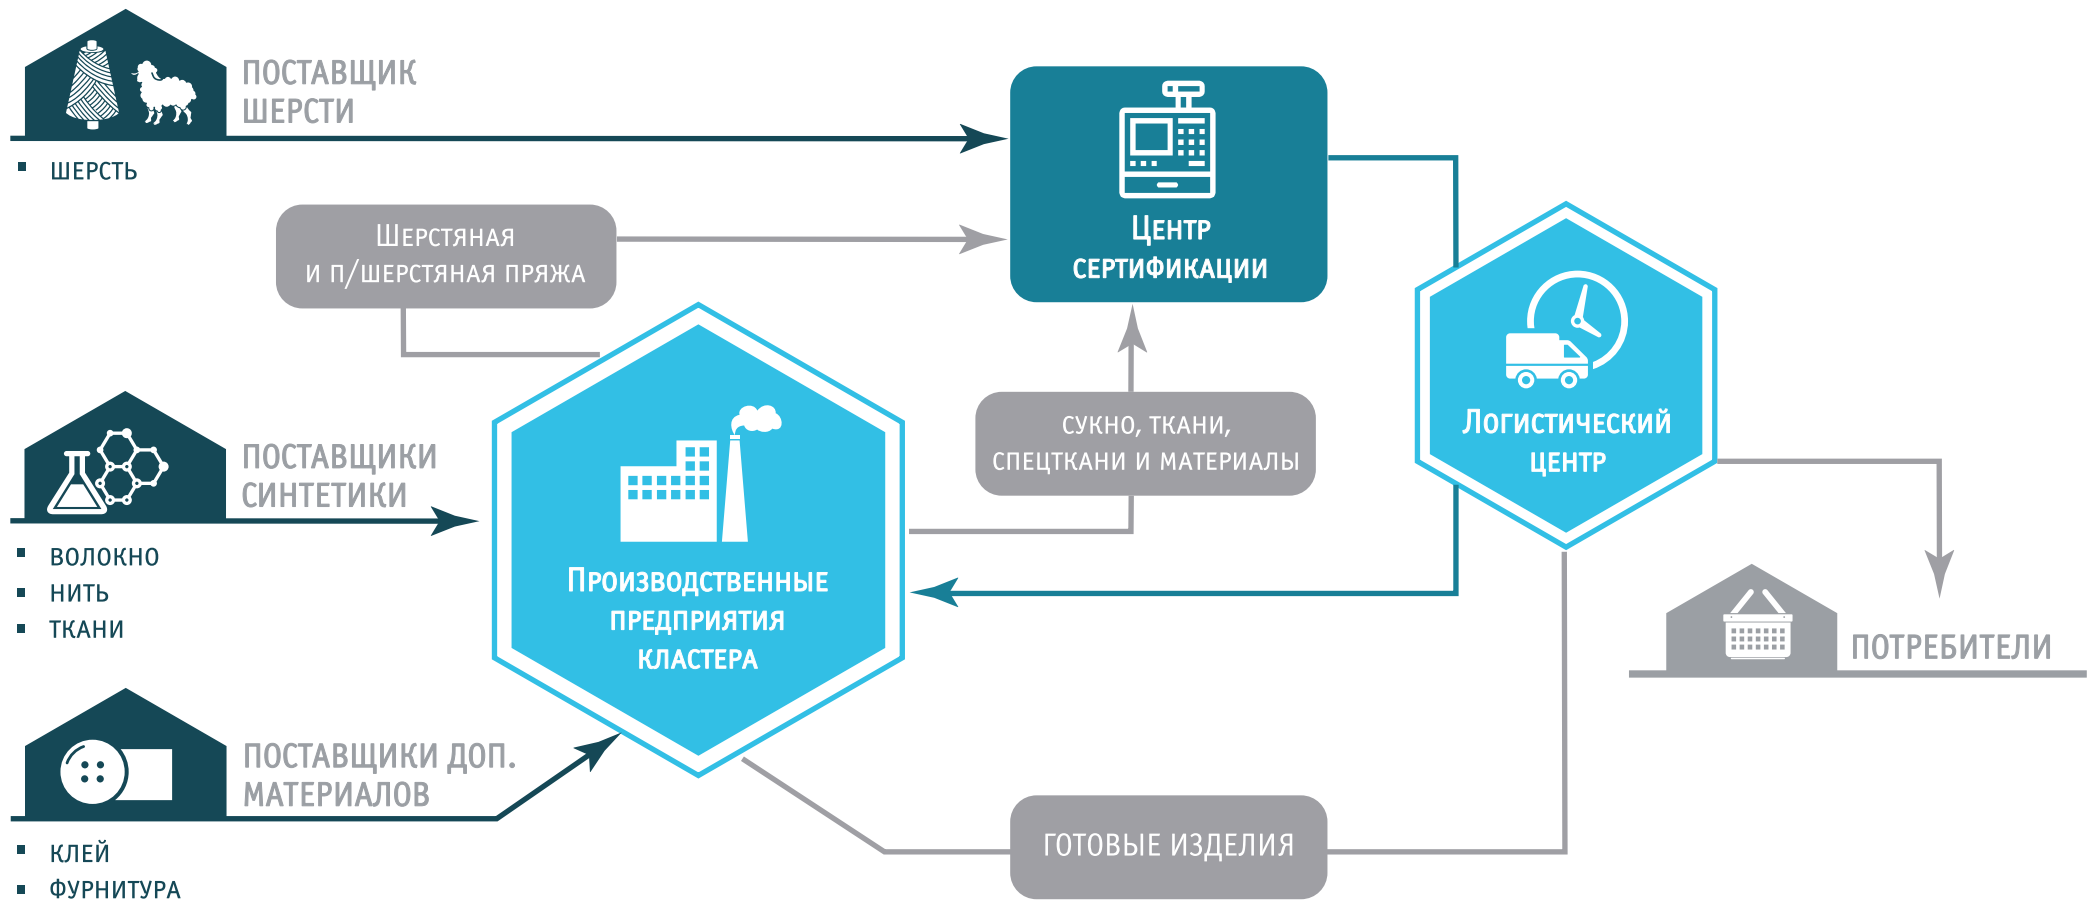 ПОСТАВЩИК
ШЕРСТИ
ШЕРСТЬ
Шерстяная
и п/шерстяная пряжа
Центр
сертификации
ПОСТАВЩИКИ
СИНТЕТИКИ
ВОЛОКНО
НИТЬ
ТКАНИ
Производственные
предприятия
кластера
сукно, ткани,
спецткани и материалы
Логистический
центр
ПОТРЕБИТЕЛИ
ПОСТАВЩИКИ ДОП.
МАТЕРИАЛОВ
КЛЕЙ
ФУРНИТУРА
ГОТОВЫЕ ИЗДЕЛИЯ